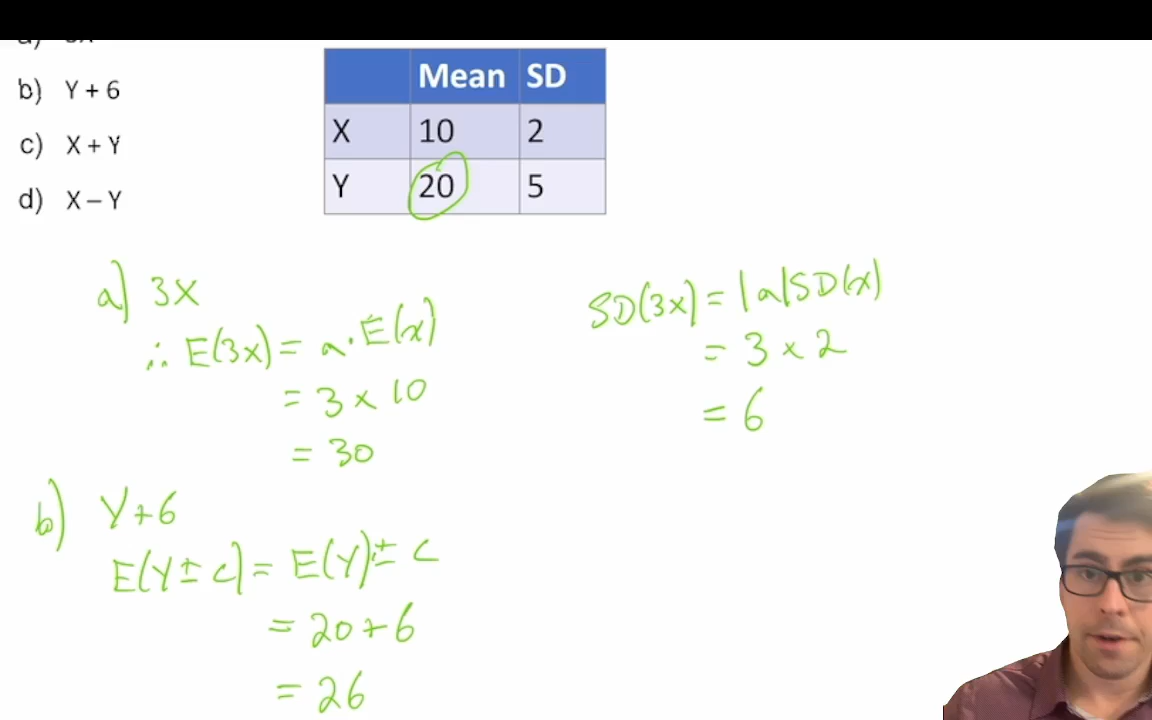 b) Y + 6
c) X + Y
d) X – Y
Mean SD
X 10 2
Y 20 5
a) 3X
∴ E(3x) = a · E(x)
= 3 × 10
= 30
SD(3x) = |a|SD(x)
= 3 × 2
= 6
b) Y+6
E(Y ± c) = E(Y) ± c
= 20 + 6
= 26